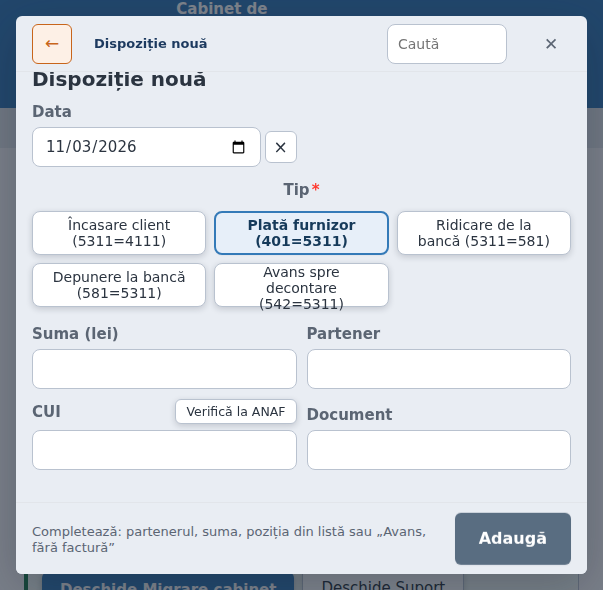 Cabinet de
←
Dispoziție nouă
Caută
✕
Dispoziție nouă
Data
11/03/2026
×
Tip*
Încasare client
(5311=4111)
Plată furnizor
(401=5311)
Ridicare de la
bancă (5311=581)
Depunere la bancă
(581=5311)
Avans spre
decontare
(542=5311)
Suma (lei)
Partener
CUI
Verifică la ANAF
Document
Completează: partenerul, suma, poziția din listă sau „Avans,
fără factură”
Adaugă
Deschide Migrare cabinet
Deschide Suport